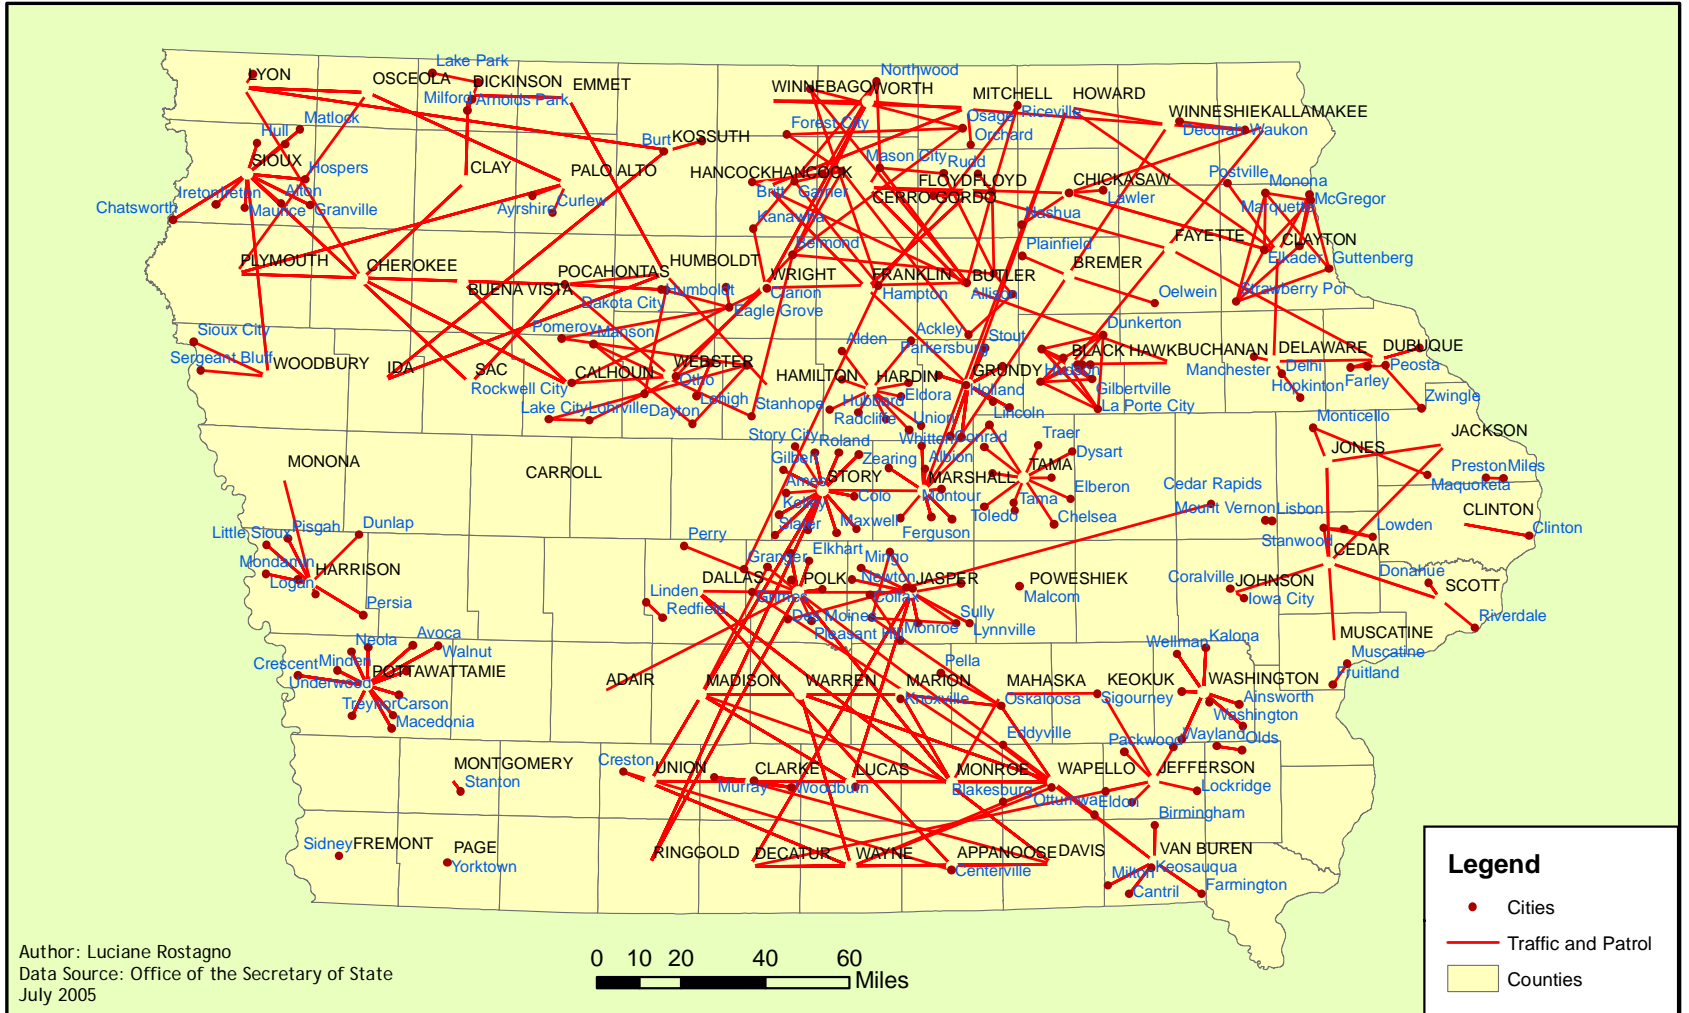 Lake Park
LYON
OSCEOLA
DICKINSON
EMMET
Northwood
WINNEBAGO
WORTH
MITCHELL
HOWARD
Milford
Arnolds Park
Riceville
WINNESHIEK
ALLAMAKEE
Matlock
Hull
Burt
KOSSUTH
Forest City
Osage
Orchard
Decorah
Waukon
SIOUX
Hospers
CLAY
PALO ALTO
HANCOCK
HANCOCK
Mason City
Rudd
FLOYD
FLOYD
CHICKASAW
Postville
Monona
Ireton
Ireton
Alton
Britt
Garner
CERRO GORDO
Lawler
Marquette
McGregor
Chatsworth
Maurice
Granville
Ayrshire
Curlew
Kanawha
Nashua
Belmond
Plainfield
FAYETTE
CLAYTON
Elkader
Guttenberg
PLYMOUTH
CHEROKEE
POCAHONTAS
HUMBOLDT
WRIGHT
FRANKLIN
BUTLER
BREMER
BUENA VISTA
Humboldt
Clarion
Hampton
Allison
Strawberry Poi
Dakota City
Eagle Grove
Oelwein
Sioux City
Pomeroy
Manson
Alden
Ackley
Stout
Dunkerton
Parkersburg
Sergeant Bluff
WOODBURY
IDA
SAC
CALHOUN
WEBSTER
HAMILTON
HARDIN
GRUNDY
BLACK HAWK
BUCHANAN
DELAWARE
DUBUQUE
Rockwell City
Otho
Hudson
Manchester
Delhi
Farley
Peosta
Lake City
Lohrville
Dayton
Lehigh
Stanhope
Hubbard
Eldora
Holland
Gilbertville
Hopkinton
Zwingle
Radcliffe
Union
Lincoln
La Porte City
Monticello
MONONA
CARROLL
Story City
Roland
Whitten
Conrad
Traer
JONES
JACKSON
Gilbert
Zearing
Albion
Dysart
STORY
MARSHALL
TAMA
Preston
Miles
Ames
Colo
Montour
Tama
Elberon
Cedar Rapids
Maquoketa
Kelley
Toledo
Chelsea
Mount Vernon
Lisbon
CLINTON
Little Sioux
Pisgah
Dunlap
Perry
Slater
Maxwell
Ferguson
Stanwood
Lowden
Clinton
Mondamin
HARRISON
Granger
Elkhart
Mingo
CEDAR
Logan
DALLAS
POLK
Newton
JASPER
POWESHIEK
Coralville
JOHNSON
Donahue
SCOTT
Persia
Linden
Grimes
Colfax
Malcom
Iowa City
Redfield
Des Moines
Sully
Riverdale
Neola
Avoca
Pleasant Hill
Monroe
Lynnville
MUSCATINE
Crescent
Minden
Walnut
Wellman
Kalona
Muscatine
Underwood
POTTAWATTAMIE
ADAIR
MADISON
WARREN
MARION
Pella
MAHASKA
KEOKUK
WASHINGTON
Fruitland
Treynor
Carson
Knoxville
Oskaloosa
Sigourney
Ainsworth
Macedonia
Washington
Eddyville
Packwood
Wayland
Olds
MONTGOMERY
Creston
UNION
CLARKE
LUCAS
MONROE
WAPELLO
JEFFERSON
Stanton
Murray
Woodburn
Blakesburg
Ottumwa
Eldon
Lockridge
Birmingham
Sidney
FREMONT
PAGE
RINGGOLD
DECATUR
WAYNE
APPANOOSE
DAVIS
VAN BUREN
Yorktown
Centerville
Milton
Keosauqua
Cantril
Farmington
Legend
Cities
Traffic and Patrol
Counties
Author: Luciane Rostagno
Data Source: Office of the Secretary of State
July 2005
0 10 20 40 60
Miles